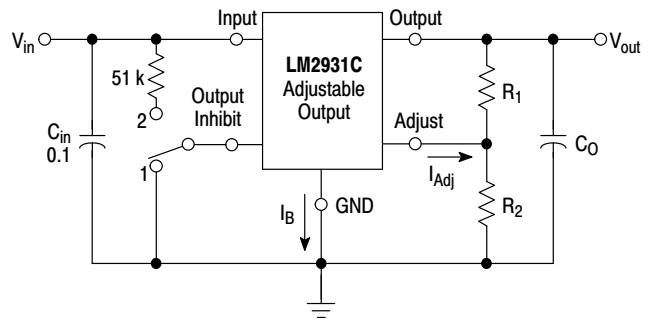 Input
Output
Vin
Vout
LM2931C
Adjustable
Output
51 k
R1
Output
Inhibit
Adjust
2
Cin
0.1
CO
1
IAdj
IB
GND
R2